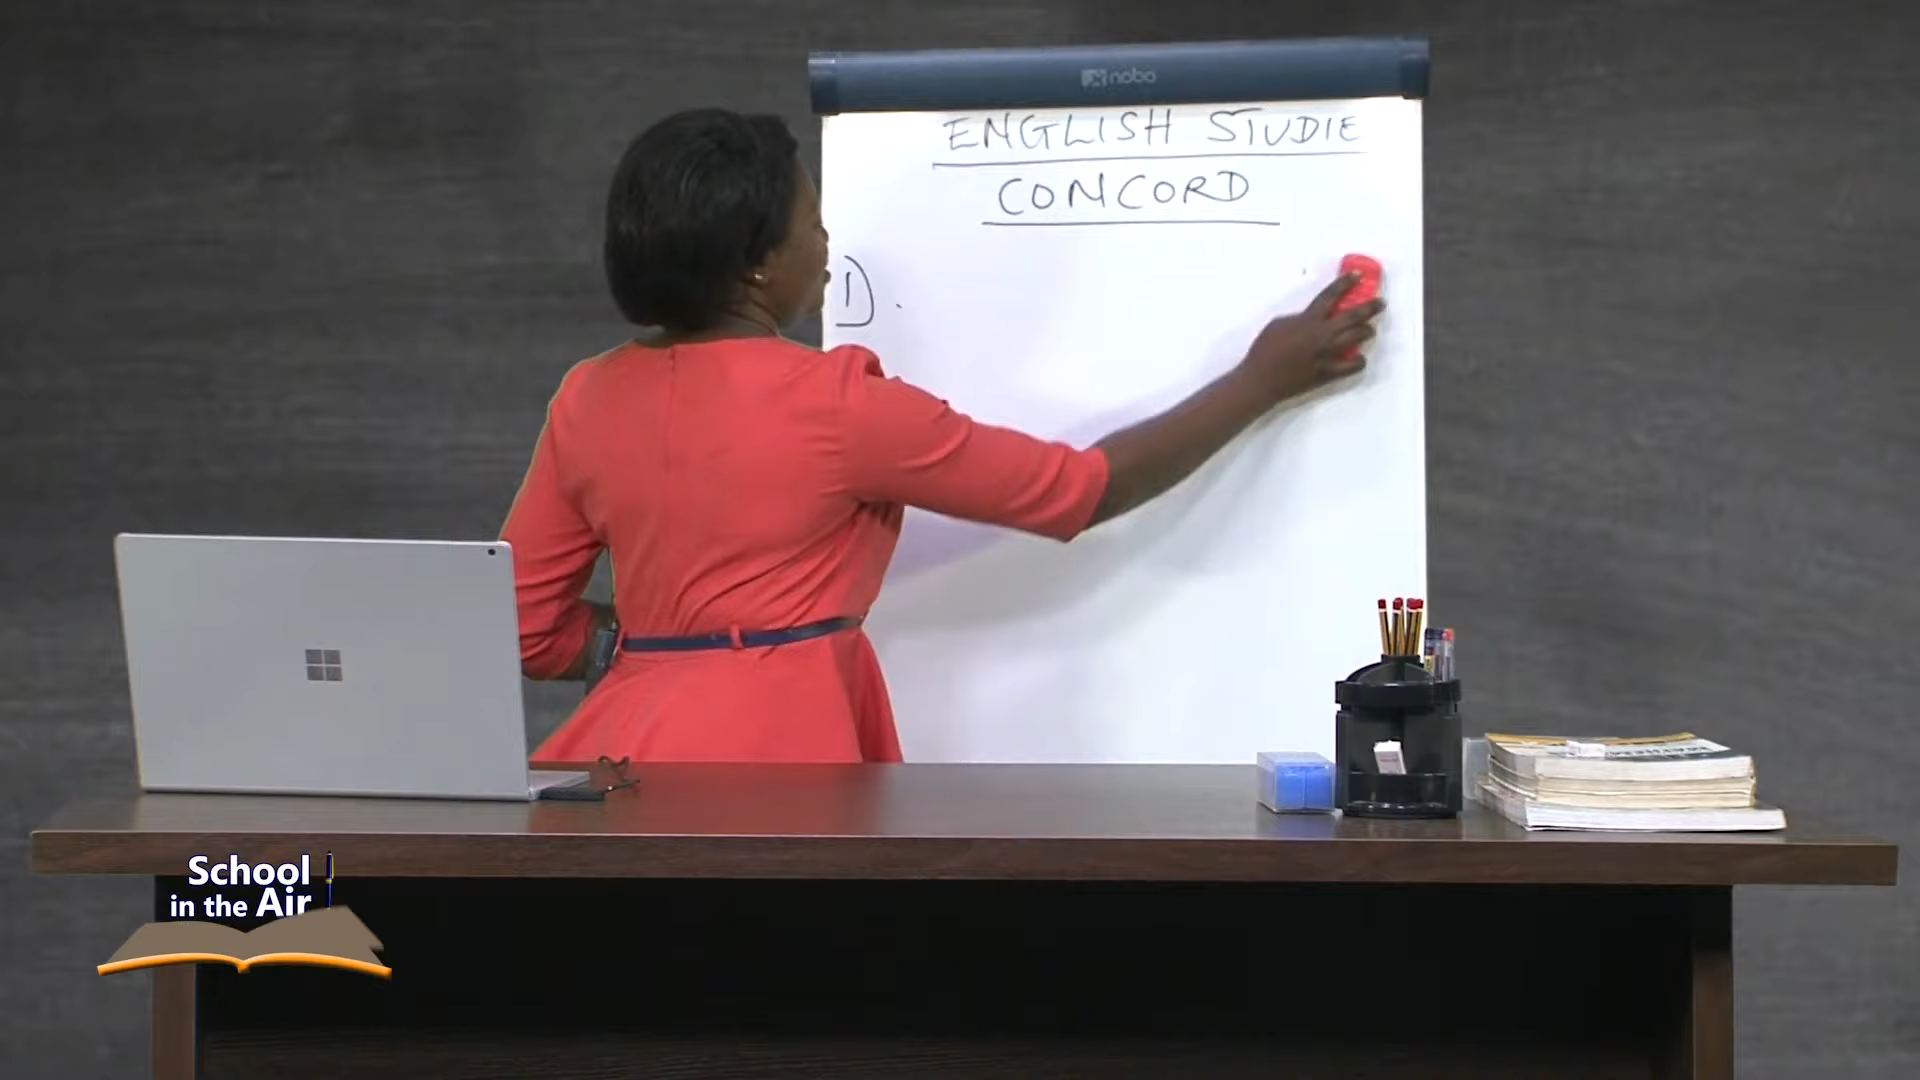 nobo
ENGLISH STUDIE
CONCORD
1).
School
in the Air